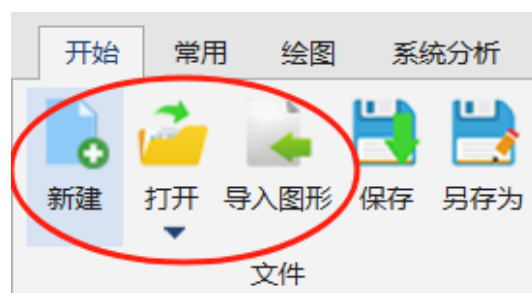 开始 常用 绘图 系统分析
新建 打开 导入图形 保存 另存为
文件